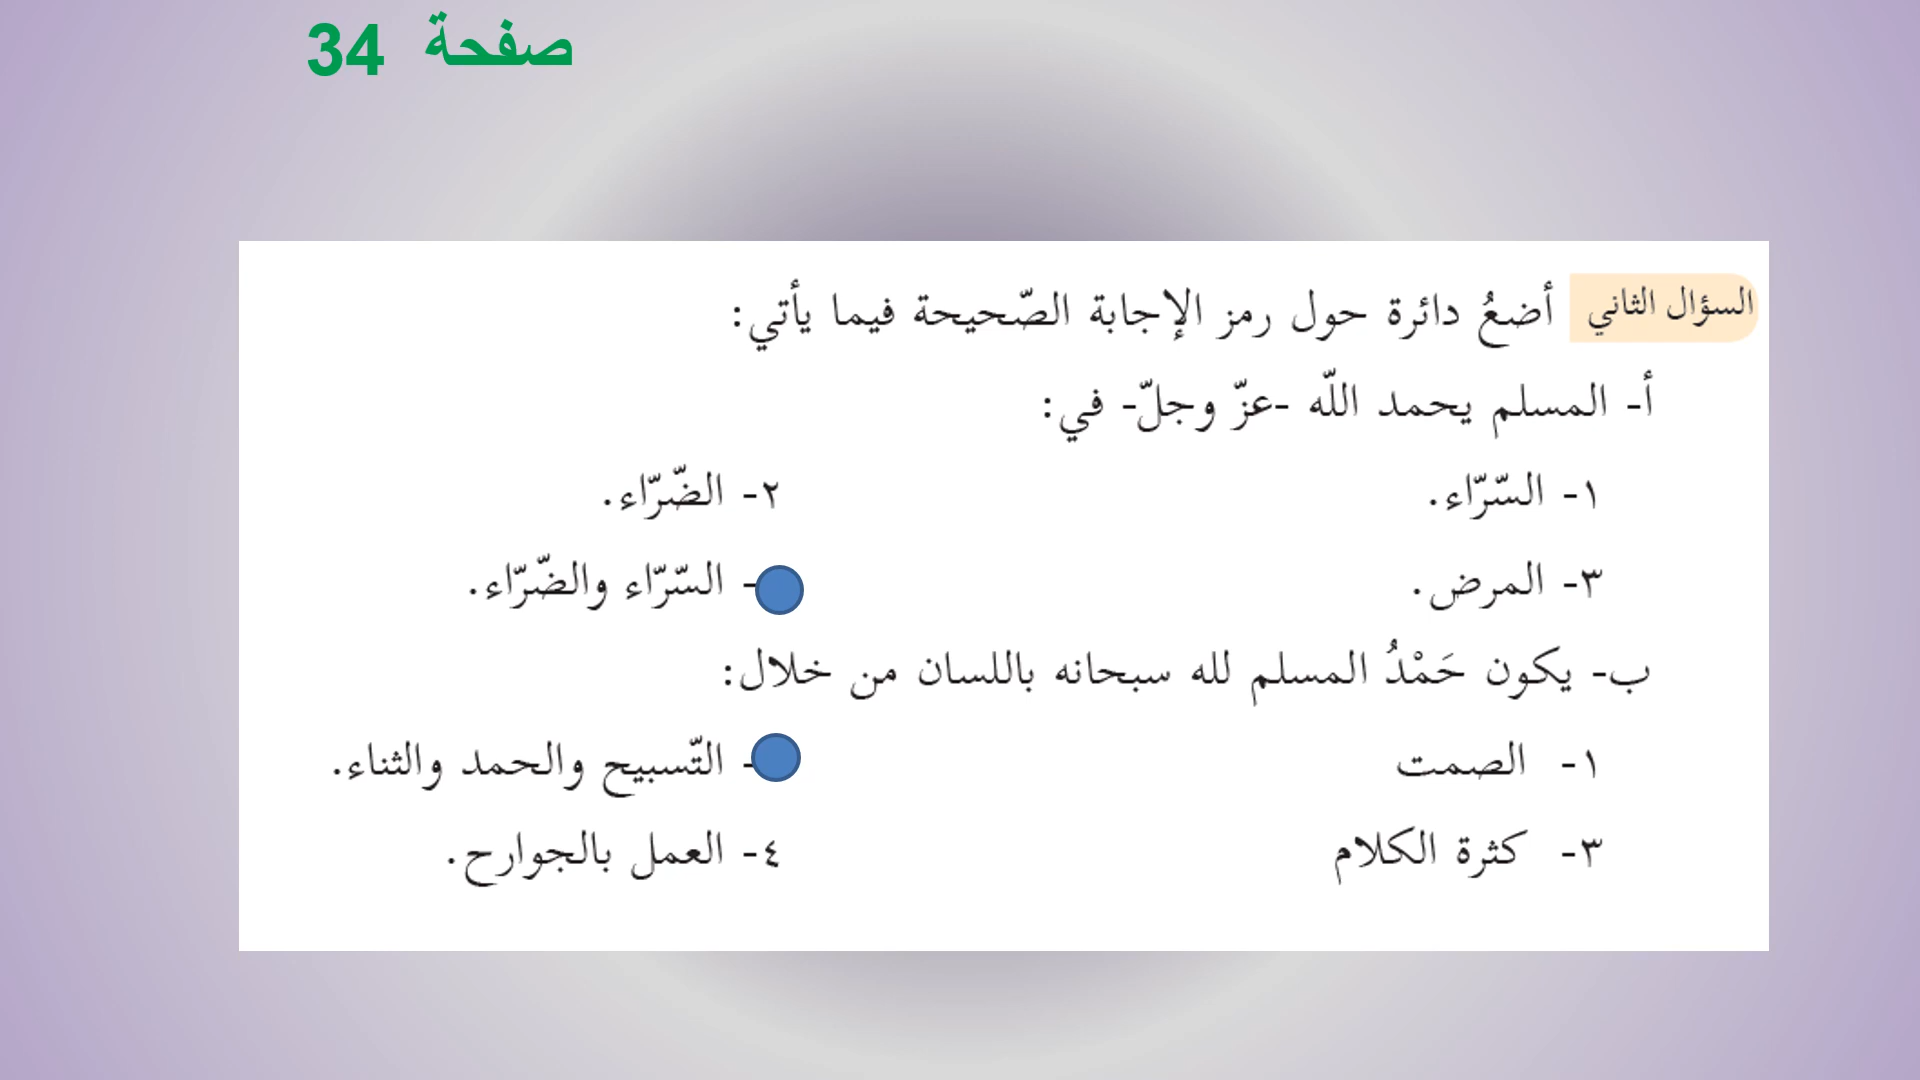 صفحة 34
السؤال الثاني أضعُ دائرة حول رمز الإجابة الصّحيحة فيما يأتي:
أ- المسلم يحمد اللّه -عزّ وجلّ- في:
١- السّرّاء. ٢- الضّرّاء.
٣- المرض. - السّرّاء والضّرّاء.
ب- يكون حَمْدُ المسلم لله سبحانه باللسان من خلال:
١- الصمت - التّسبيح والحمد والثناء.
٣- كثرة الكلام ٤- العمل بالجوارح.